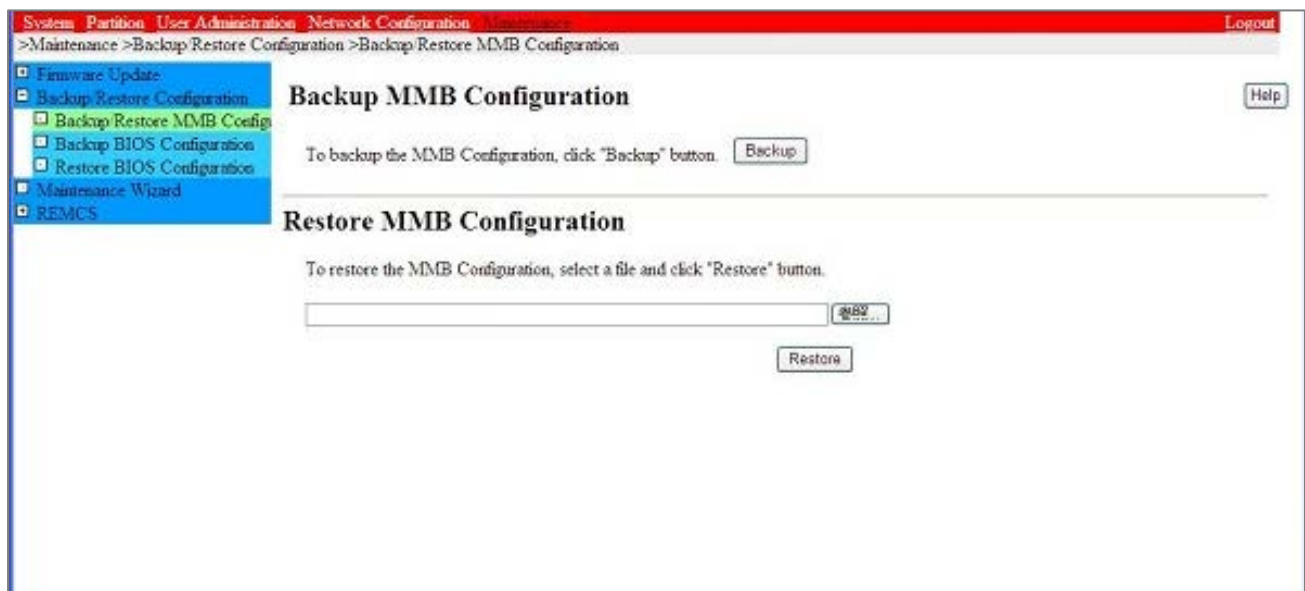 System Partition User Administration Network Configuration Maintenance Logout
>Maintenance >Backup/Restore Configuration >Backup/Restore MMB Configuration
Firmware Update
Backup/Restore Configuration
Backup/Restore MMB Configu
Backup BIOS Configuration
Restore BIOS Configuration
Maintenance Wizard
REMCS
Backup MMB Configuration
Help
To backup the MMB Configuration, click "Backup" button. Backup
Restore MMB Configuration
To restore the MMB Configuration, select a file and click "Restore" button.
Restore